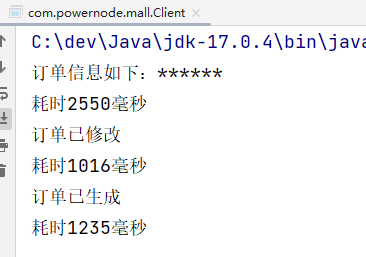 com.powernode.mall.Client ×
C:\dev\Java\jdk-17.0.4\bin\java
订单信息如下：******
耗时2550毫秒
订单已修改
耗时1016毫秒
订单已生成
耗时1235毫秒